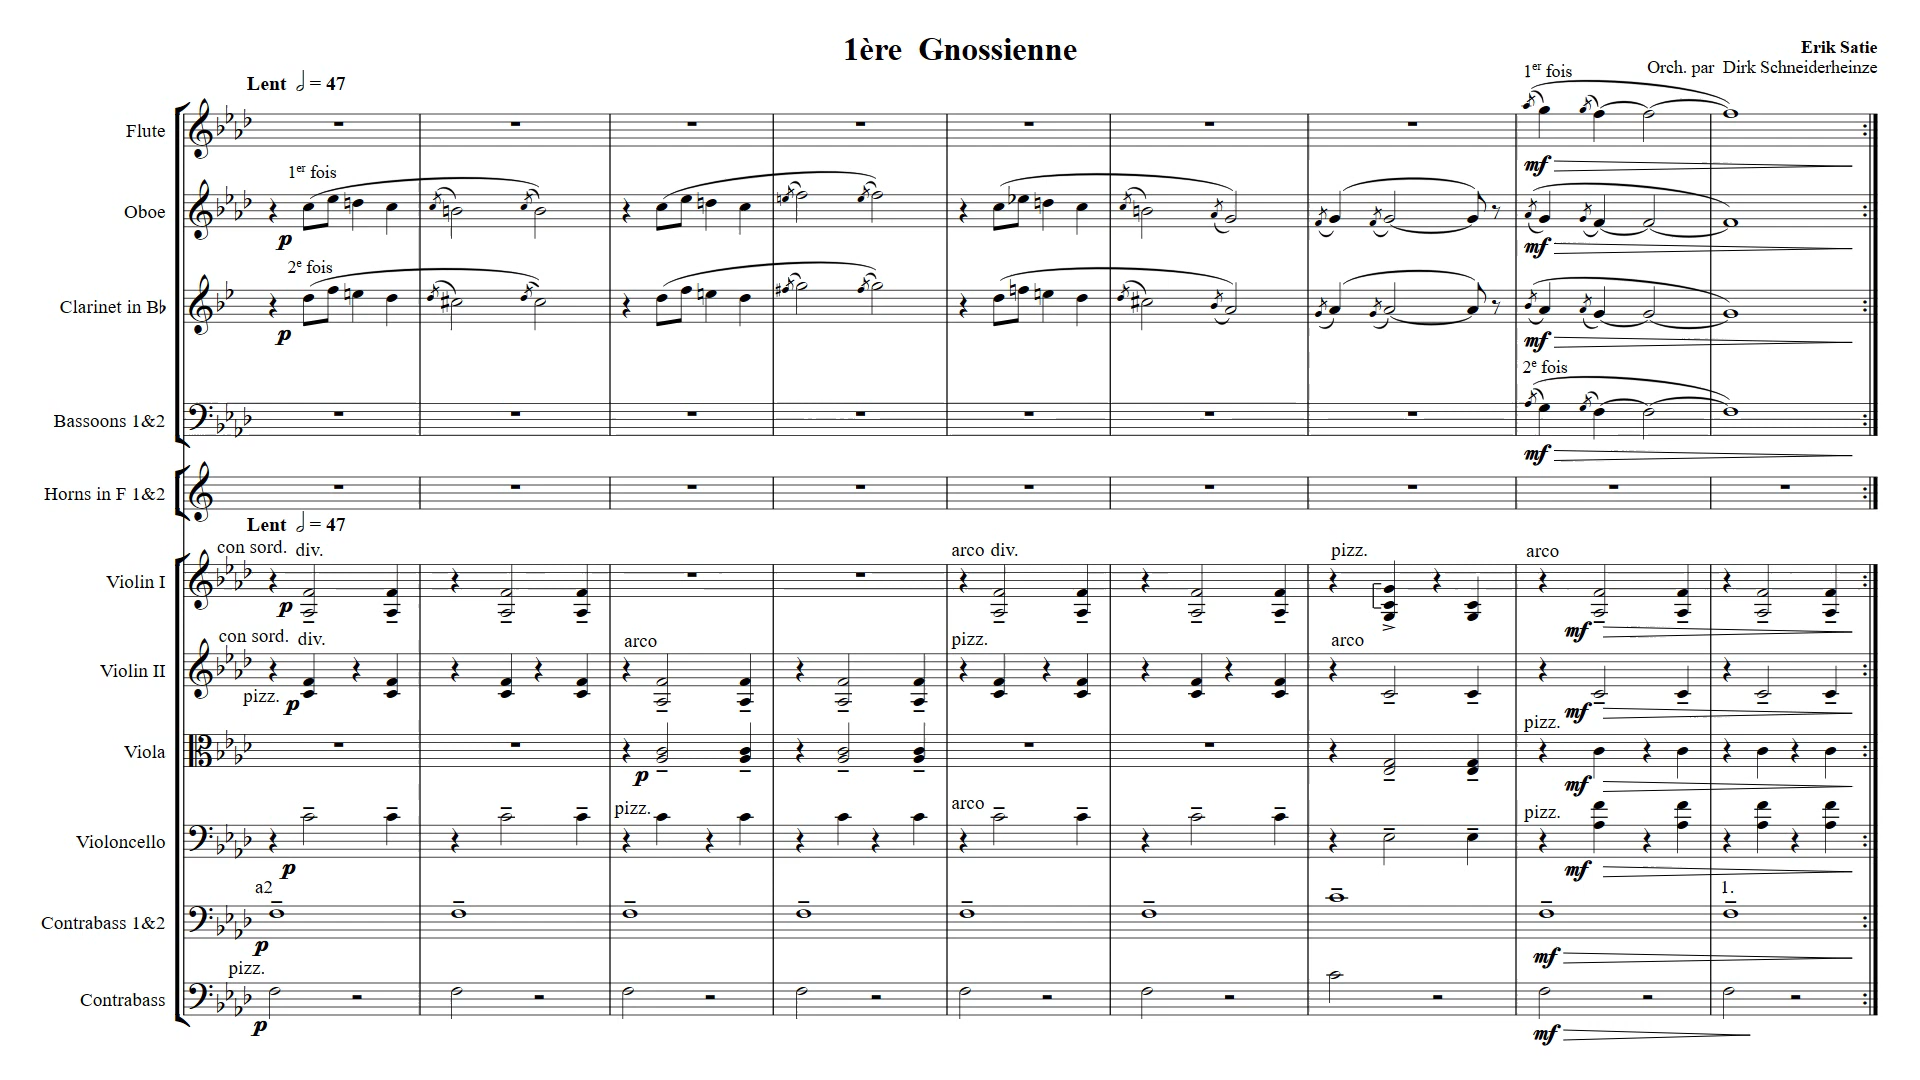 1ère Gnossienne
Erik Satie
Orch. par Dirk Schneiderheinze
Lent 𝅗𝅥 = 47
1er fois
Flute
mf
1er fois
Oboe
p
mf
2e fois
Clarinet in B♭
p
mf
2e fois
Bassoons 1&2
mf
Horns in F 1&2
Lent 𝅗𝅥 = 47
con sord. div. arco div. pizz. arco
Violin I
p
mf
con sord. div. arco pizz. arco
Violin II
pizz. p
mf
pizz.
Viola
p
mf
pizz. arco pizz.
Violoncello
p
mf
a2 1.
Contrabass 1&2
p
mf
pizz.
Contrabass
p
mf